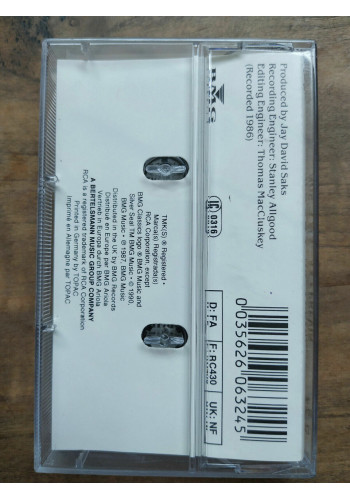 Produced by Jay David Saks
Recording Engineer: Stanley Allgood
Editing Engineer: Thomas MacCluskey
(Recorded 1986)
BMG
LC 0316
D: FA
F: RC430
UK: NF
0035626 063245
TMK(S) ® Registered •
Marca(s) Registrada(s)
RCA Corporation, except
BMG Classics logo ® BMG Music and
Silver Seal TM BMG Music • © 1990,
BMG Music • ℗ 1987, BMG Music
Distributed in the UK by BMG Records
Distribué en Europe par BMG Ariola
Vertrieb in Europa durch BMG Ariola
A BERTELSMANN MUSIC GROUP COMPANY
RCA is a registered trademark of RCA Corporation
Printed in Germany by TOPAC
Imprimé en Allemagne par TOPAC